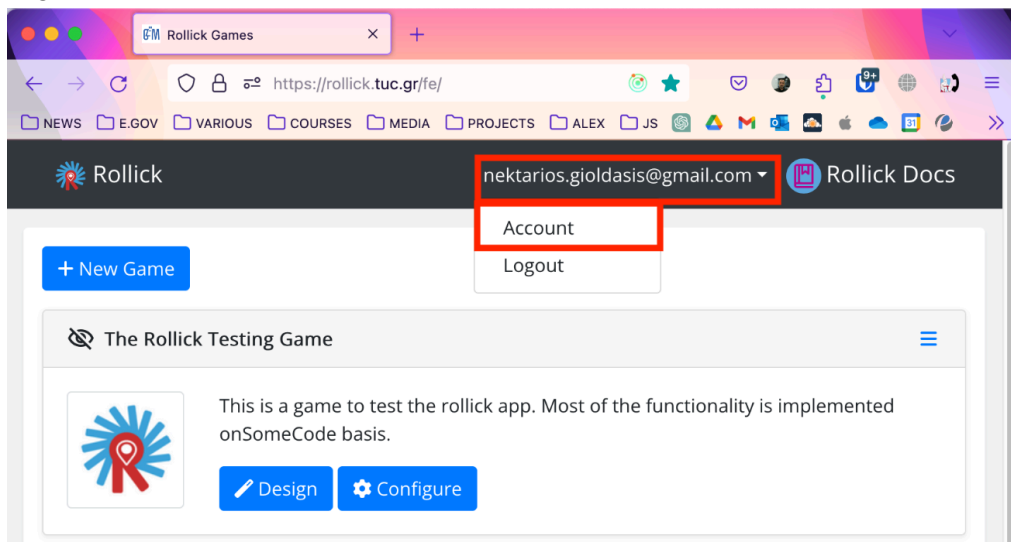 Rollick Games
https://rollick.tuc.gr/fe/
9+
NEWS E.GOV VARIOUS COURSES MEDIA PROJECTS ALEX JS 31
Rollick nektarios.gioldasis@gmail.com Rollick Docs
Account
Logout
+ New Game
The Rollick Testing Game
This is a game to test the rollick app. Most of the functionality is implemented
onSomeCode basis.
Design Configure